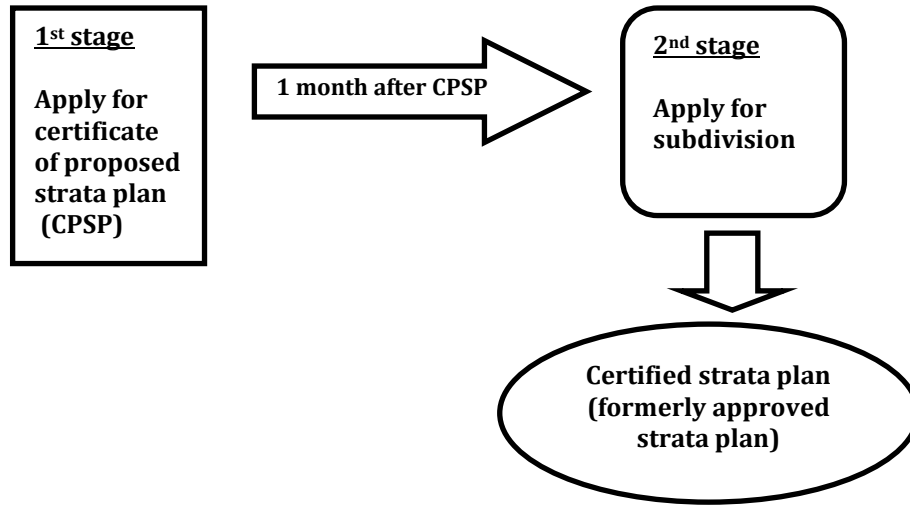 1st stage
Apply for
certificate
of proposed
strata plan
(CPSP)
1 month after CPSP
2nd stage
Apply for
subdivision
Certified strata plan
(formerly approved
strata plan)